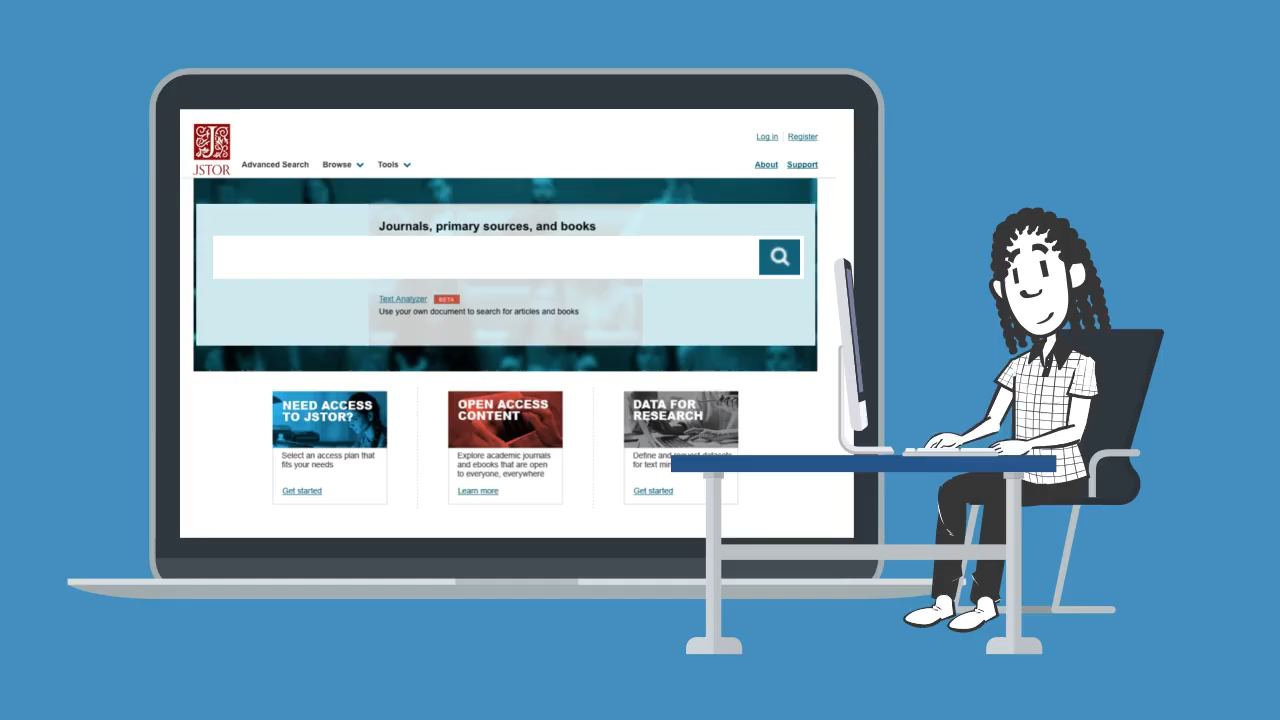 Log in Register
JSTOR Advanced Search Browse Tools About Support
Journals, primary sources, and books
Text Analyzer BETA
Use your own document to search for articles and books
NEED ACCESS
TO JSTOR?
Select an access plan that
fits your needs
Get started
OPEN ACCESS
CONTENT
Explore academic journals
and ebooks that are open
to everyone, everywhere
Learn more
DATA FOR
RESEARCH
Define and
for text
Get started